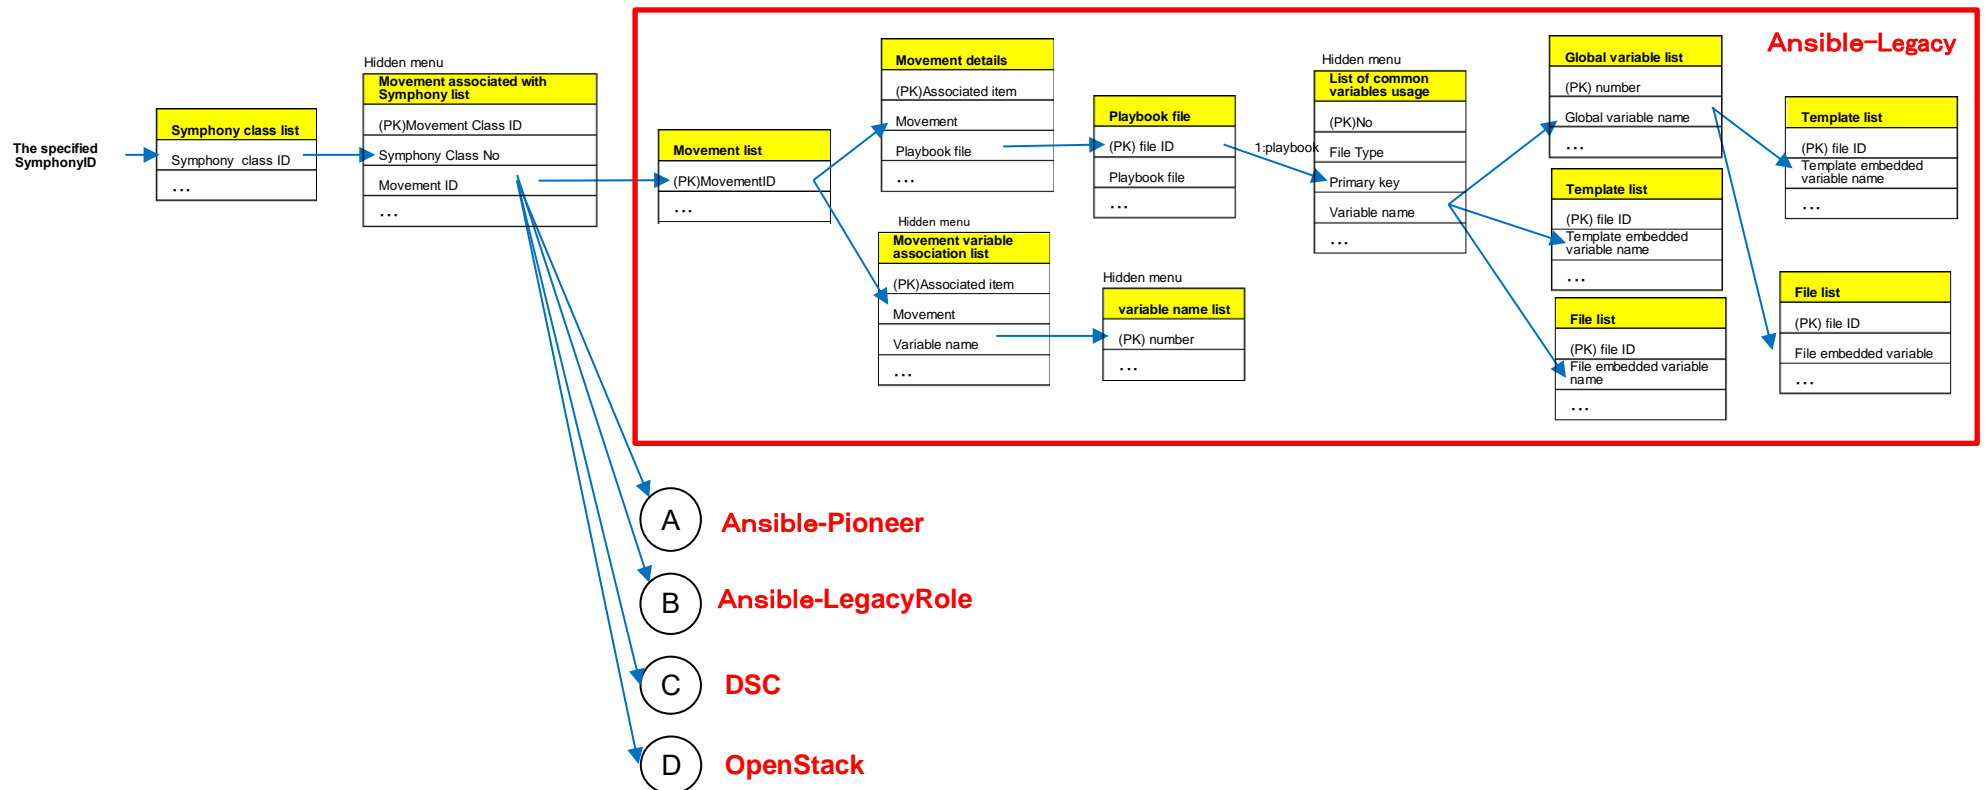 The specified
SymphonyID
Symphony class list
Symphony  class ID
...
Hidden menu
Movement associated with
Symphony list
(PK)Movement Class ID
Symphony Class No
Movement ID
...
Ansible-Legacy
Movement list
(PK)MovementID
...
Movement details
(PK)Associated item
Movement
Playbook file
...
Hidden menu
Movement variable
association list
(PK)Associated item
Movement
Variable name
...
Playbook file
(PK) file ID
Playbook file
...
1:playbook
Hidden menu
variable name list
(PK) number
...
Hidden menu
List of common
variables usage
(PK)No
File Type
Primary key
Variable name
...
Global variable list
(PK) number
Global variable name
...
Template list
(PK) file ID
Template embedded
variable name
...
File list
(PK) file ID
File embedded variable
name
...
Template list
(PK) file ID
Template embedded
variable name
...
File list
(PK) file ID
File embedded variable
...
A
Ansible-Pioneer
B
Ansible-LegacyRole
C
DSC
D
OpenStack